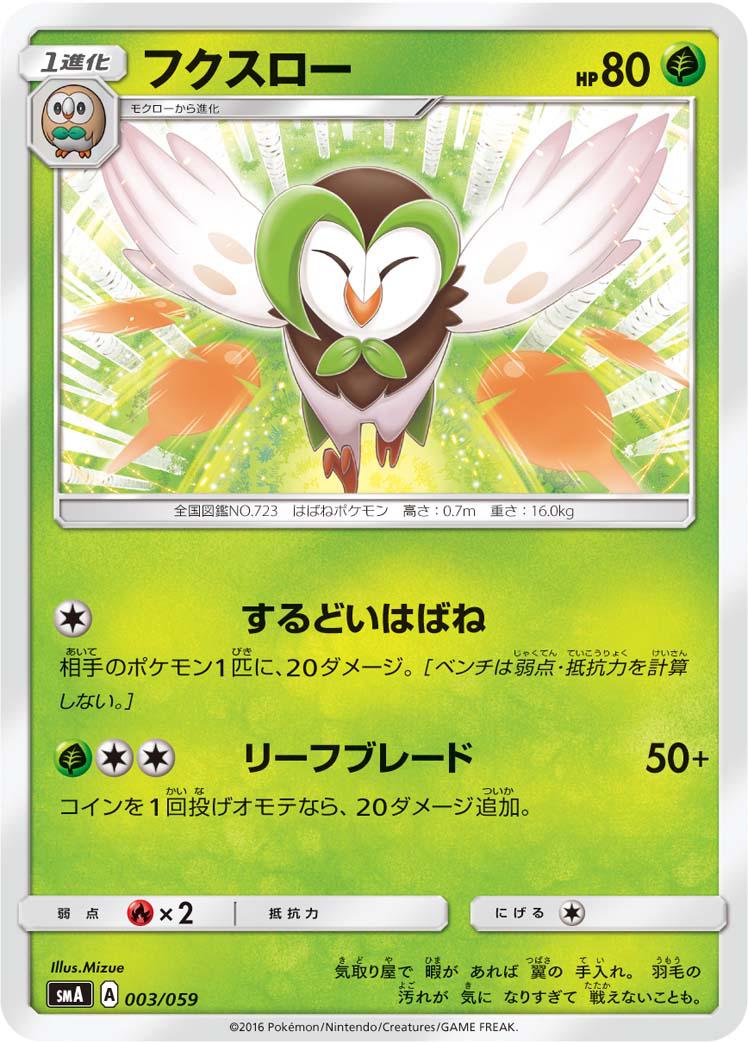 1進化 フクスロー HP80
モクローから進化
全国図鑑NO.723 はばねポケモン 高さ:0.7m 重さ:16.0kg
するどいはばね
相手のポケモン1匹に、20ダメージ。[ベンチは弱点・抵抗力を計算
しない。]
リーフブレード 50+
コインを1回投げオモテなら、20ダメージ追加。
弱点 ×2 抵抗力 にげる
Illus.Mizue
気取り屋で 暇が あれば 翼の 手入れ。 羽毛の
汚れが 気に なりすぎて 戦えないことも。
SMA A 003/059
©2016 Pokémon/Nintendo/Creatures/GAME FREAK.